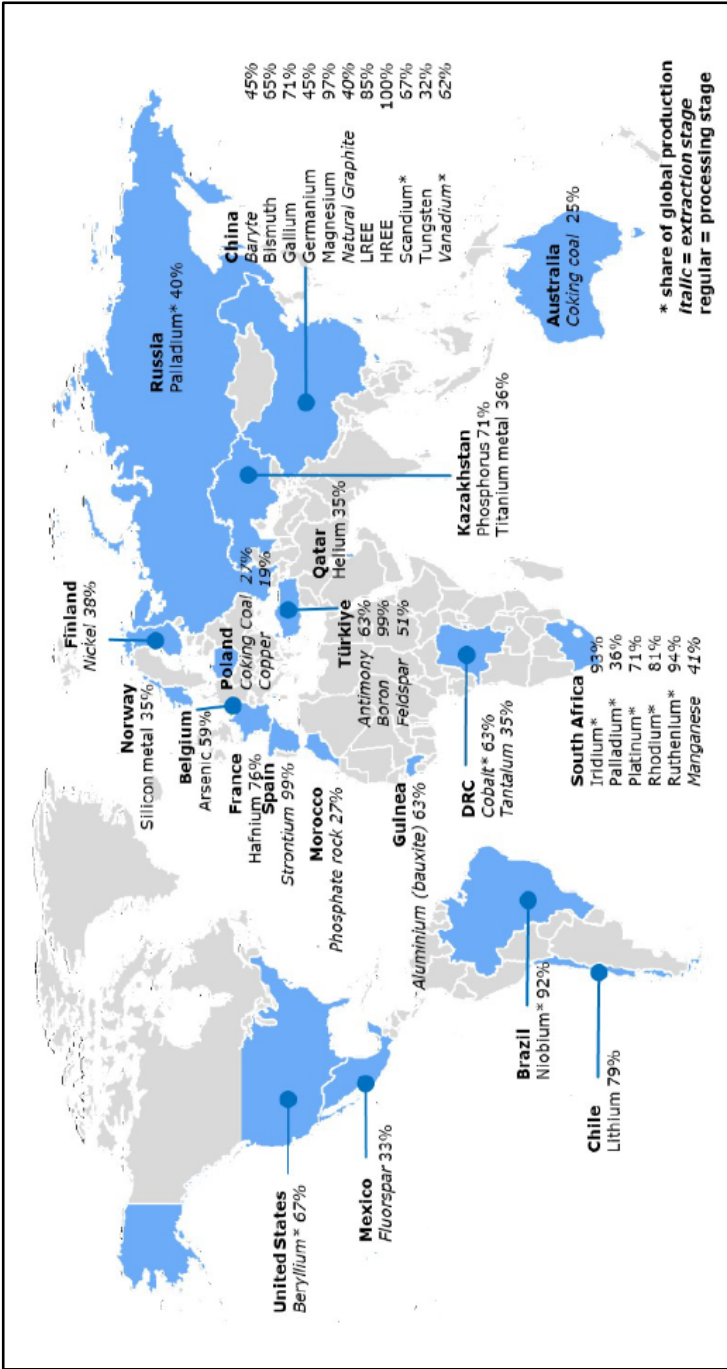 United States
Beryllium* 67%
Mexico
Fluorspar 33%
Brazil
Niobium* 92%
Chile
Lithium 79%
Finland
Nickel 38%
Norway
Silicon metal 35%
Belgium
Arsenic 59%
France
Hafnium 76%
Spain
Strontium 99%
Morocco
Phosphate rock 27%
Guinea
Aluminium (bauxite) 63%
Poland
Coking Coal 27%
Copper 19%
Türkiye
Antimony 63%
Boron 99%
Feldspar 51%
DRC
Cobalt* 63%
Tantalum 35%
South Africa
Iridium* 93%
Palladium* 36%
Platinum* 71%
Rhodium* 81%
Ruthenium* 94%
Manganese 41%
Qatar
Helium 35%
Kazakhstan
Phosphorus 71%
Titanium metal 36%
Russia
Palladium* 40%
China
Baryte 45%
Bismuth 65%
Gallium 71%
Germanium 45%
Magnesium 97%
Natural Graphite 40%
LREE 85%
HREE 100%
Scandium* 67%
Tungsten 32%
Vanadium* 62%
Australia
Coking coal 25%
* share of global production
Italic = extraction stage
regular = processing stage